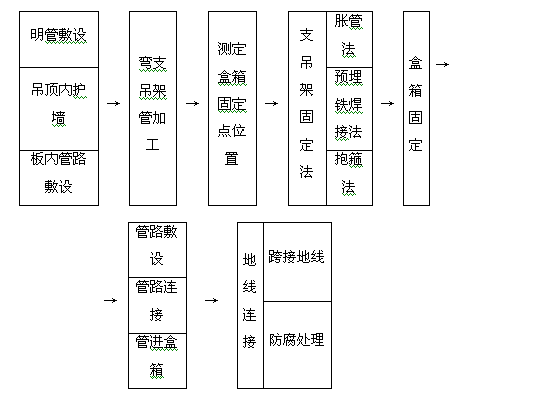 明管敷设
吊顶内护
墙
板内管路
敷设
→
弯支
吊架
管加
工
→
测定
盒箱
固定
点位
置
→
支
吊
架
固
定
法
胀管
法
预埋
铁焊
接法
抱箍
法
→
盒
箱
固
定
→
→
管路敷
设
管路连
接
管进盒
箱
→
地
线
连
接
跨接地线
防腐处理